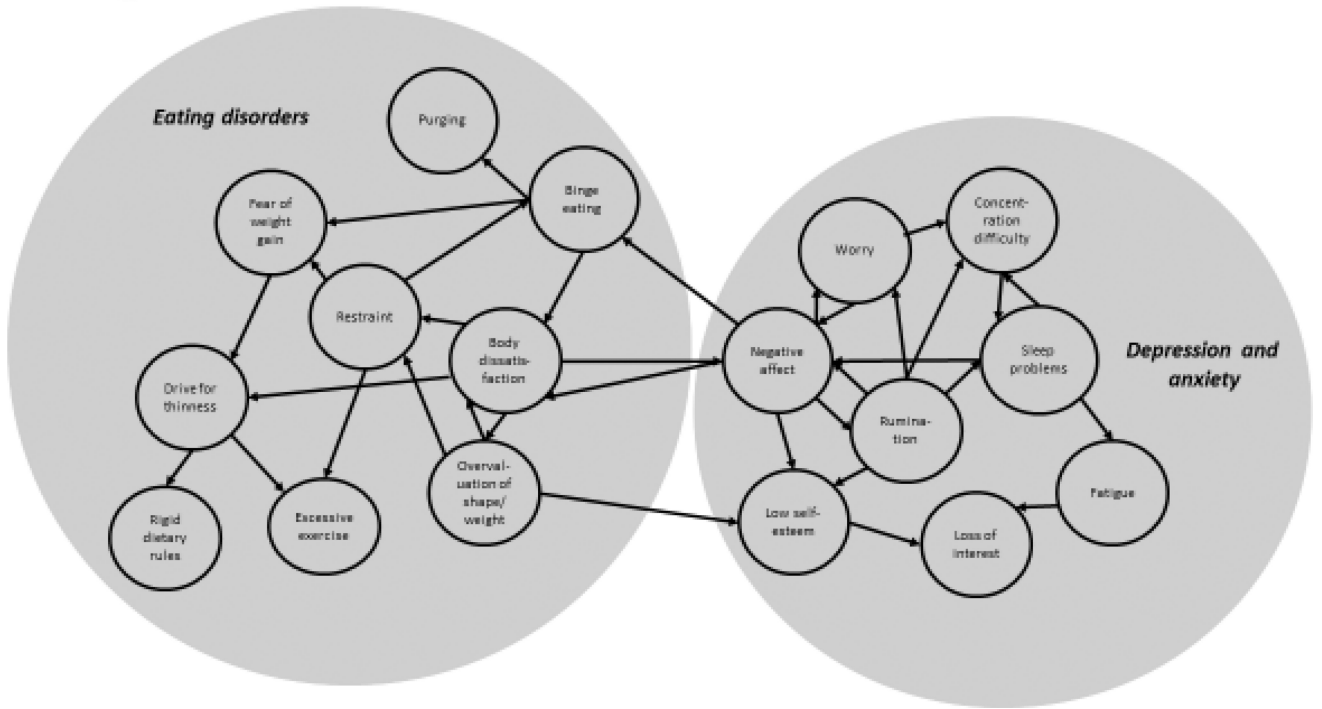 Eating disorders
Purging
Binge
eating
Fear of
weight
gain
Restraint
Body
dissatis-
faction
Drive for
thinness
Overval-
uation of
shape/
weight
Rigid
dietary
rules
Excessive
exercise
Depression and
anxiety
Concent-
ration
difficulty
Worry
Negative
affect
Sleep
problems
Rumina-
tion
Low self-
esteem
Loss of
interest
Fatigue